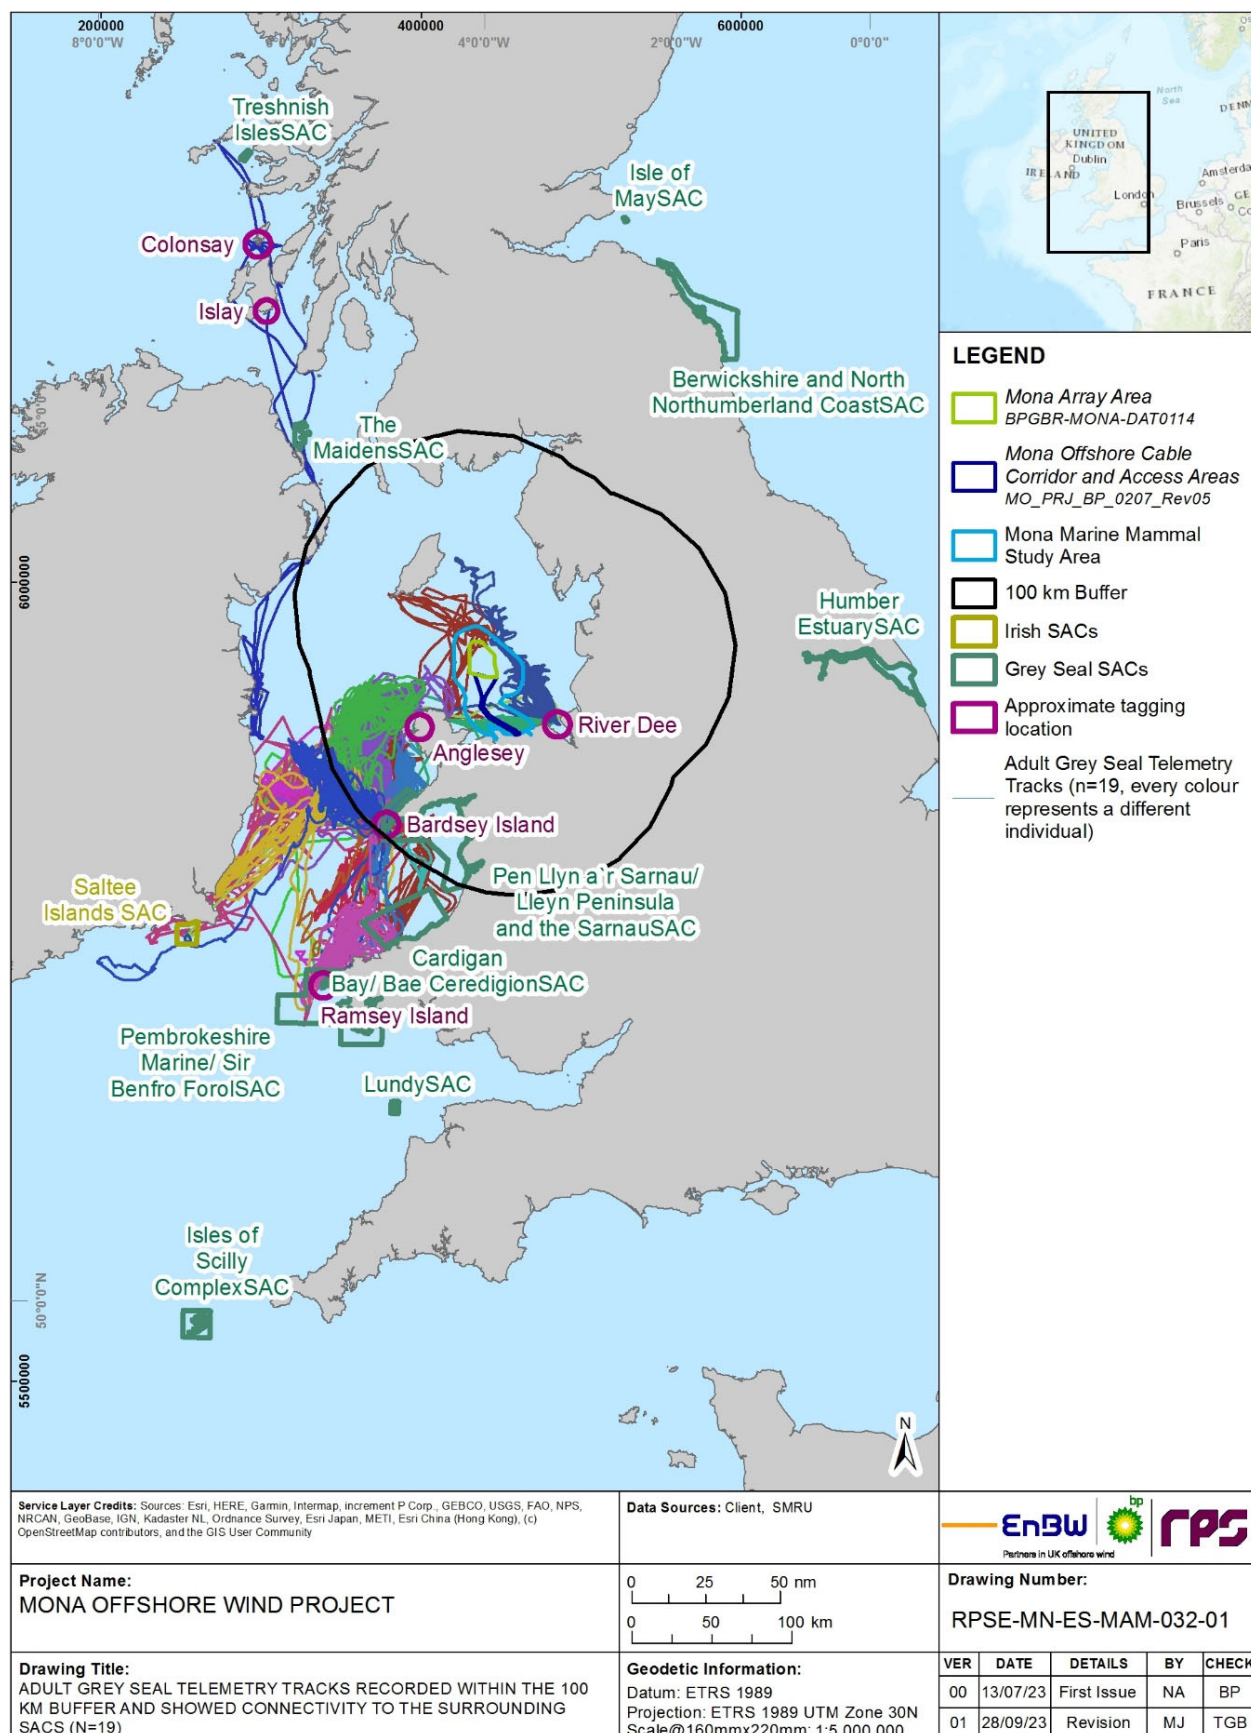 200000
400000
600000
8°0'0"W
4°0'0"W
2°0'0"W
0°0'0"
Treshnish
IslesSAC
Isle of
MaySAC
Colonsay
Islay
Berwickshire and North
Northumberland CoastSAC
The
MaidensSAC
6000000
Humber
EstuarySAC
River Dee
Anglesey
Bardsey Island
Pen Llyn a`r Sarnau/
Lleyn Peninsula
and the SarnauSAC
Saltee
Islands SAC
Cardigan
Bay/ Bae CeredigionSAC
Ramsey Island
Pembrokeshire
Marine/ Sir
Benfro ForolSAC
LundySAC
Isles of
Scilly
ComplexSAC
50°0'0"N
5500000
N
North
Sea
UNITED
KINGDOM
Dublin
IRELAND
London
Amsterda
Brussels
GE
Paris
FRANCE
DENM
LEGEND
Mona Array Area
BPGBR-MONA-DAT0114
Mona Offshore Cable
Corridor and Access Areas
MO_PRJ_BP_0207_Rev05
Mona Marine Mammal
Study Area
100 km Buffer
Irish SACs
Grey Seal SACs
Approximate tagging
location
Adult Grey Seal Telemetry
Tracks (n=19, every colour
represents a different
individual)
Service Layer Credits: Sources: Esri, HERE, Garmin, Intermap, increment P Corp., GEBCO, USGS, FAO, NPS,
NRCAN, GeoBase, IGN, Kadaster NL, Ordnance Survey, Esri Japan, METI, Esri China (Hong Kong), (c)
OpenStreetMap contributors, and the GIS User Community
Data Sources: Client, SMRU
EnBW
bp
rps
Partners in UK offshore wind
Project Name:
MONA OFFSHORE WIND PROJECT
0 25 50 nm
0 50 100 km
Drawing Number:
RPSE-MN-ES-MAM-032-01
Drawing Title:
ADULT GREY SEAL TELEMETRY TRACKS RECORDED WITHIN THE 100
KM BUFFER AND SHOWED CONNECTIVITY TO THE SURROUNDING
SACS (N=19)
Geodetic Information:
Datum: ETRS 1989
Projection: ETRS 1989 UTM Zone 30N
Scale@160mmx220mm: 1:5,000,000
VER DATE DETAILS BY CHECK
00 13/07/23 First Issue NA BP
01 28/09/23 Revision MJ TGB